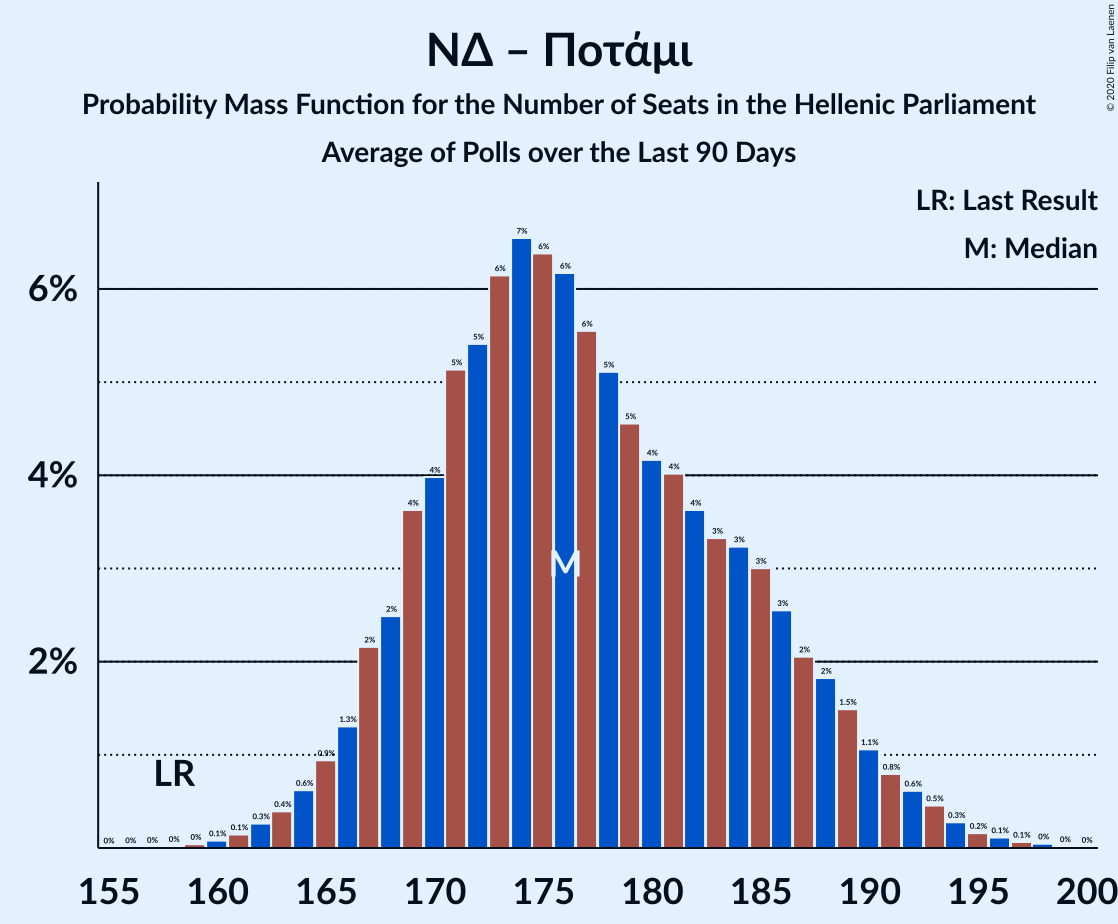 ΝΔ – Ποτάμι
Probability Mass Function for the Number of Seats in the Hellenic Parliament
Average of Polls over the Last 90 Days
© 2020 Filip van Laenen
LR: Last Result
M: Median
6%
4%
2%
0% 0% 0% 0% 0% 0.1% 0.1% 0.3% 0.4% 0.6% 0.9% 1.3% 2% 2% 4% 4% 5% 5% 6% 7% 6% 6% 6% 5% 5% 4% 4% 4% 3% 3% 3% 3% 2% 2% 1.5% 1.1% 0.8% 0.6% 0.5% 0.3% 0.2% 0.1% 0.1% 0% 0% 0%
M
LR
155 160 165 170 175 180 185 190 195 200